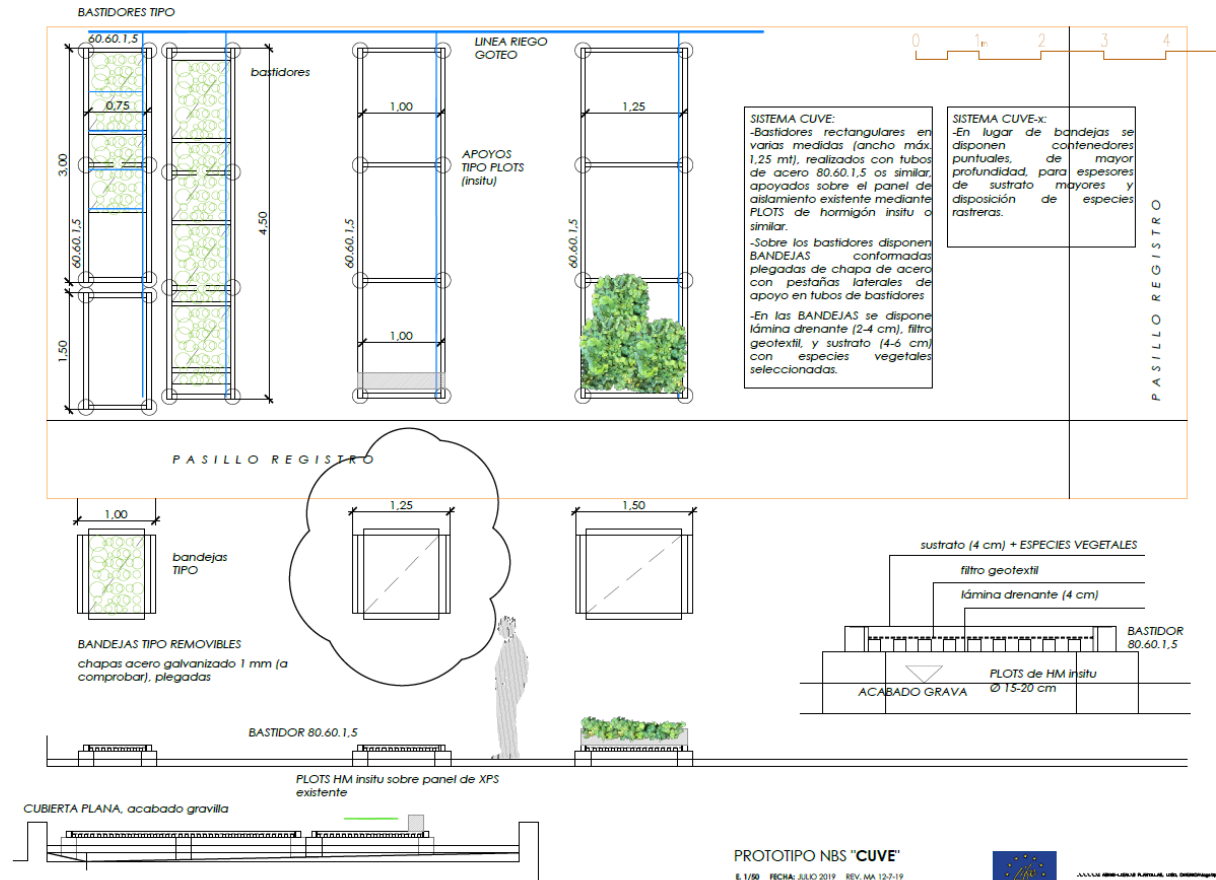 BASTIDORES TIPO
60.60.1,5
bastidores
LINEA RIEGO
GOTEO
0 1m 2 3 4
0,75
1,00
1,25
3,00
4,50
1,50
60.60.1,5
60.60.1,5
60.60.1,5
APOYOS
TIPO PLOTS
(insitu)
1,00
SISTEMA CUVE:
-Bastidores rectangulares en
varias medidas (ancho máx.
1,25 mt), realizados con tubos
de acero 80.60.1,5 os similar,
apoyados sobre el panel de
aislamiento existente mediante
PLOTS de hormigón insitu o
similar.
-Sobre los bastidores disponen
BANDEJAS conformadas
plegadas de chapa de acero
con pestañas laterales de
apoyo en tubos de bastidores
-En las BANDEJAS se dispone
lámina drenante (2-4 cm), filtro
geotextil, y sustrato (4-6 cm)
con especies vegetales
seleccionadas.
SISTEMA CUVE-x:
-En lugar de bandejas se
disponen contenedores
puntuales, de mayor
profundidad, para espesores
de sustrato mayores y
disposición de especies
rastreras.
PASILLO REGISTRO
PASILLO REGISTRO
1,00
1,25
1,50
bandejas
TIPO
BANDEJAS TIPO REMOVIBLES
chapas acero galvanizado 1 mm (a
comprobar), plegadas
sustrato (4 cm) + ESPECIES VEGETALES
filtro geotextil
lámina drenante (4 cm)
BASTIDOR
80.60.1,5
PLOTS de HM insitu
Ø 15-20 cm
ACABADO GRAVA
BASTIDOR 80.60.1,5
PLOTS HM insitu sobre panel de XPS
existente
CUBIERTA PLANA, acabado gravilla
PROTOTIPO NBS "CUVE"
E. 1/50 FECHA: JULIO 2019 REV. MA 12-7-19